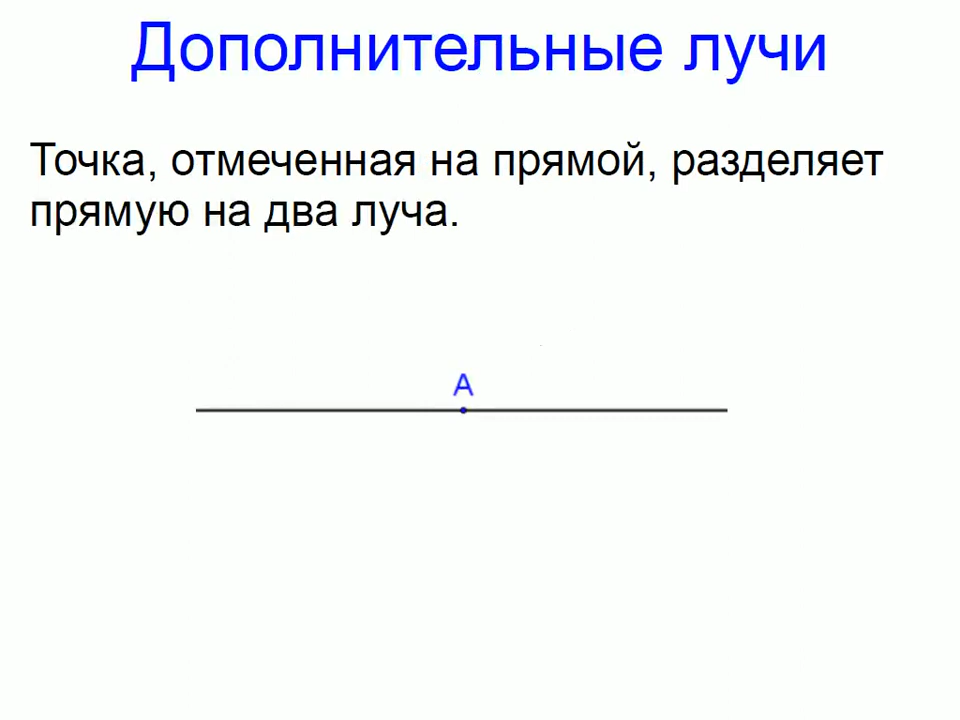 Дополнительные лучи
Точка, отмеченная на прямой, разделяет
прямую на два луча.
А